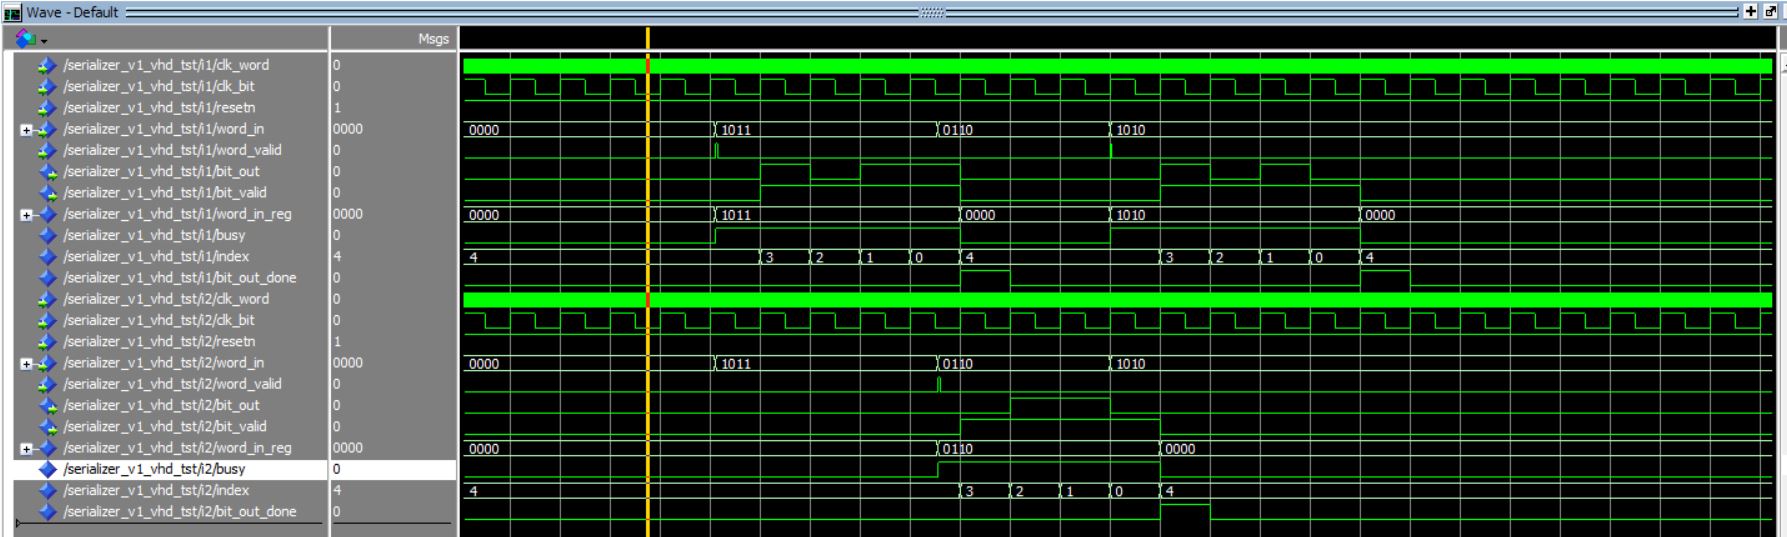 Wave - Default
Msgs
/serializer_v1_vhd_tst/i1/clk_word 0
/serializer_v1_vhd_tst/i1/clk_bit 0
/serializer_v1_vhd_tst/i1/resetn 1
/serializer_v1_vhd_tst/i1/word_in 0000 0000 1011 0110 1010
/serializer_v1_vhd_tst/i1/word_valid 0
/serializer_v1_vhd_tst/i1/bit_out 0
/serializer_v1_vhd_tst/i1/bit_valid 0
/serializer_v1_vhd_tst/i1/word_in_reg 0000 0000 1011 0000 1010 0000
/serializer_v1_vhd_tst/i1/busy 0
/serializer_v1_vhd_tst/i1/index 4 4 3 2 1 0 4 3 2 1 0 4
/serializer_v1_vhd_tst/i1/bit_out_done 0
/serializer_v1_vhd_tst/i2/clk_word 0
/serializer_v1_vhd_tst/i2/clk_bit 0
/serializer_v1_vhd_tst/i2/resetn 1
/serializer_v1_vhd_tst/i2/word_in 0000 0000 1011 0110 1010
/serializer_v1_vhd_tst/i2/word_valid 0
/serializer_v1_vhd_tst/i2/bit_out 0
/serializer_v1_vhd_tst/i2/bit_valid 0
/serializer_v1_vhd_tst/i2/word_in_reg 0000 0000 0110 0000
/serializer_v1_vhd_tst/i2/busy 0
/serializer_v1_vhd_tst/i2/index 4 4 3 2 1 0 4
/serializer_v1_vhd_tst/i2/bit_out_done 0